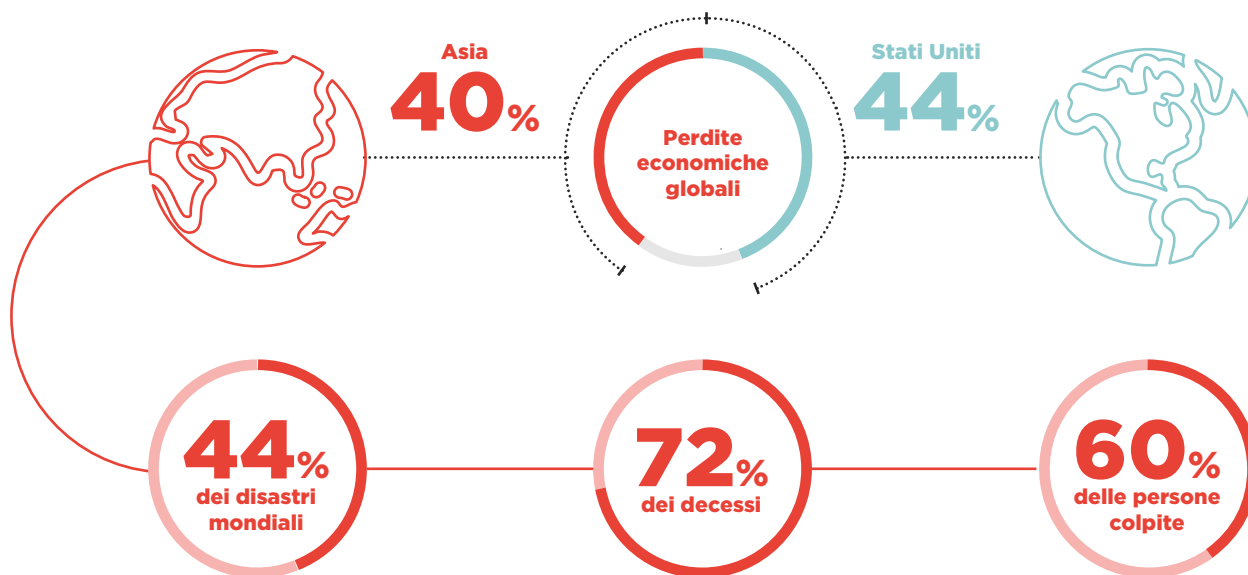 Asia
40%
Perdite
economiche
globali
Stati Uniti
44%
44%
dei disastri
mondiali
72%
dei decessi
60%
delle persone
colpite